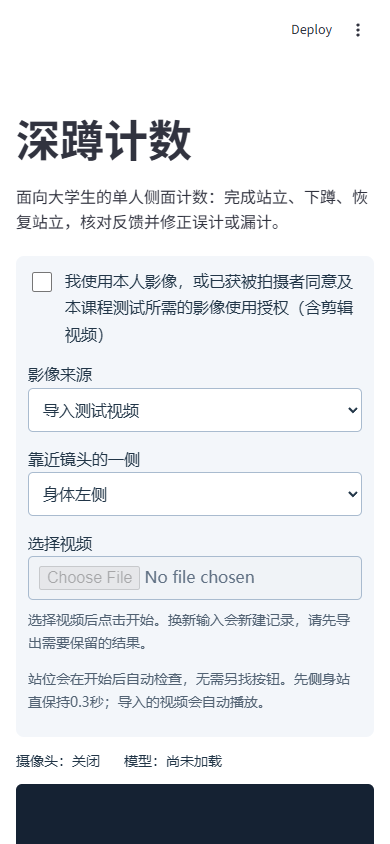 Deploy
深蹲计数
面向大学生的单人侧面计数：完成站立、下蹲、恢
复站立，核对反馈并修正误计或漏计。
我使用本人影像，或已获被拍摄者同意及
本课程测试所需的影像使用授权（含剪辑
视频）
影像来源
导入测试视频
靠近镜头的一侧
身体左侧
选择视频
Choose File No file chosen
选择视频后点击开始。换新输入会新建记录，请先导
出需要保留的结果。
站位会在开始后自动检查，无需另找按钮。先侧身站
直保持0.3秒；导入的视频会自动播放。
摄像头：关闭 模型：尚未加载